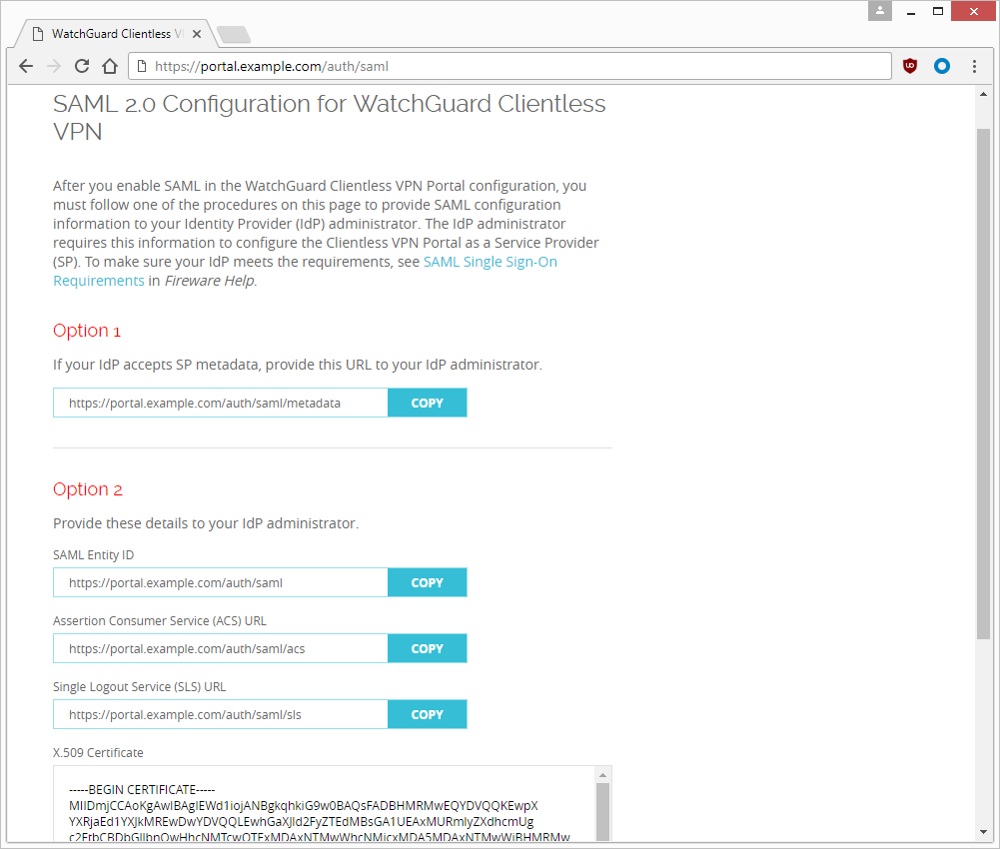 WatchGuard Clientless V
https://portal.example.com/auth/saml
SAML 2.0 Configuration for WatchGuard Clientless
VPN
After you enable SAML in the WatchGuard Clientless VPN Portal configuration, you
must follow one of the procedures on this page to provide SAML configuration
information to your Identity Provider (IdP) administrator. The IdP administrator
requires this information to configure the Clientless VPN Portal as a Service Provider
(SP). To make sure your IdP meets the requirements, see SAML Single Sign-On
Requirements in Fireware Help.
Option 1
If your IdP accepts SP metadata, provide this URL to your IdP administrator.
https://portal.example.com/auth/saml/metadata COPY
Option 2
Provide these details to your IdP administrator.
SAML Entity ID
https://portal.example.com/auth/saml COPY
Assertion Consumer Service (ACS) URL
https://portal.example.com/auth/saml/acs COPY
Single Logout Service (SLS) URL
https://portal.example.com/auth/saml/sls COPY
X.509 Certificate
-----BEGIN CERTIFICATE-----